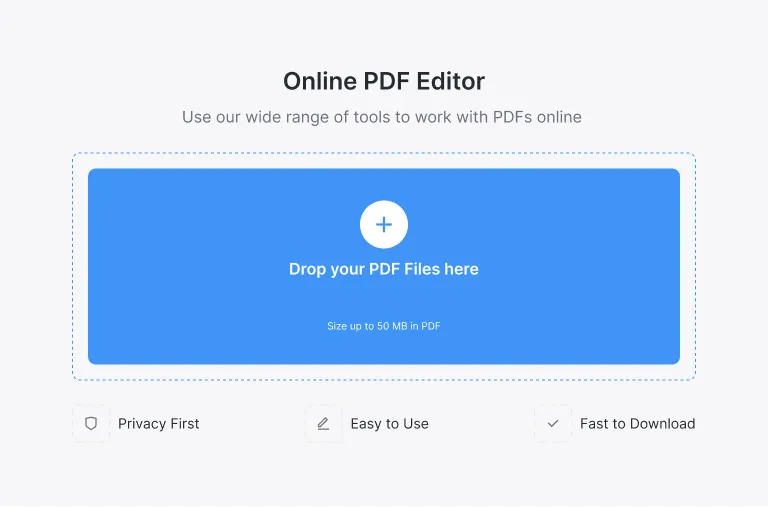 Online PDF Editor
Use our wide range of tools to work with PDFs online
Drop your PDF Files here
Size up to 50 MB in PDF
Privacy First
Easy to Use
Fast to Download